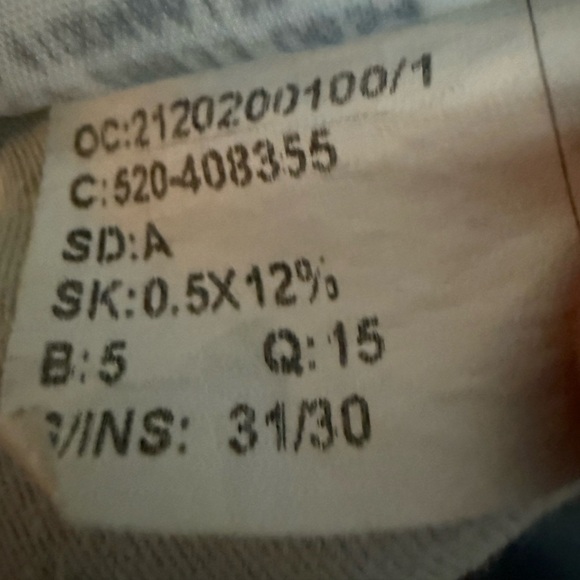 OC:2120200100/1
C:520-408355
SD:A
SK:0.5X12%
B:5 Q:15
/INS: 31/30